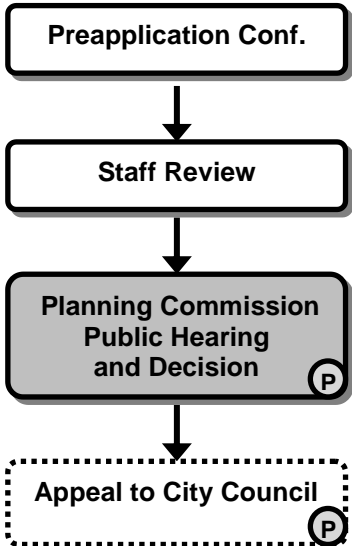 Preapplication Conf.
Staff Review
Planning Commission
Public Hearing
and Decision
P
Appeal to City Council
P